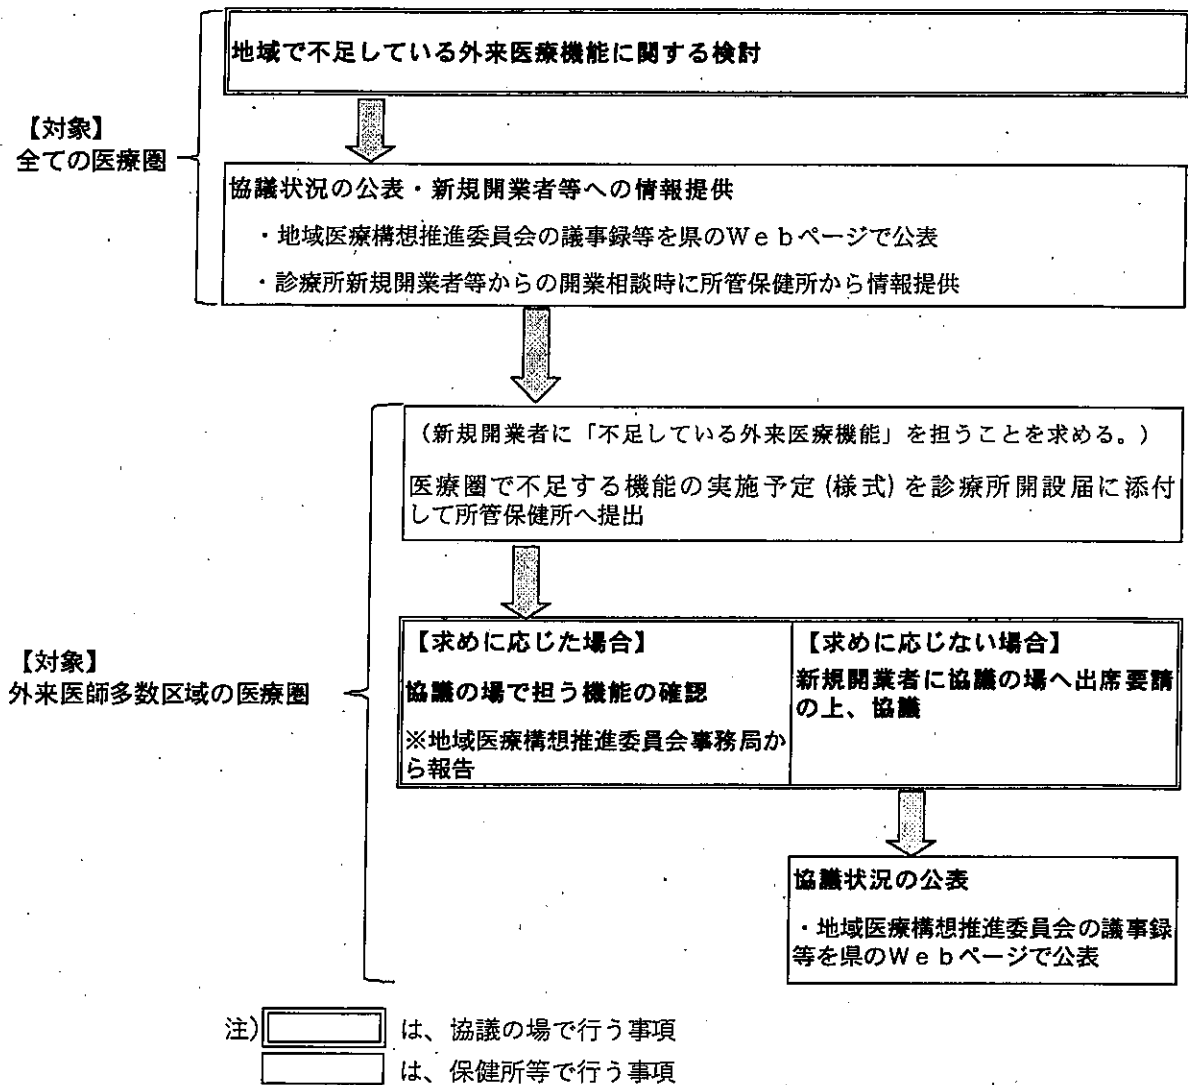 地域で不足している外来医療機能に関する検討
【対象】
全ての医療圏
協議状況の公表・新規開業者等への情報提供
・地域医療構想推進委員会の議事録等を県のWebページで公表
・診療所新規開業者等からの開業相談時に所管保健所から情報提供
(新規開業者に「不足している外来医療機能」を担うことを求める。)
医療圏で不足する機能の実施予定(様式)を診療所開設届に添付
して所管保健所へ提出
【対象】
外来医師多数区域の医療圏
【求めに応じた場合】
協議の場で担う機能の確認
※地域医療構想推進委員会事務局か
ら報告
【求めに応じない場合】
新規開業者に協議の場へ出席要請
の上、協議
協議状況の公表
・地域医療構想推進委員会の議事録
等を県のWebページで公表
注) は、協議の場で行う事項
は、保健所等で行う事項